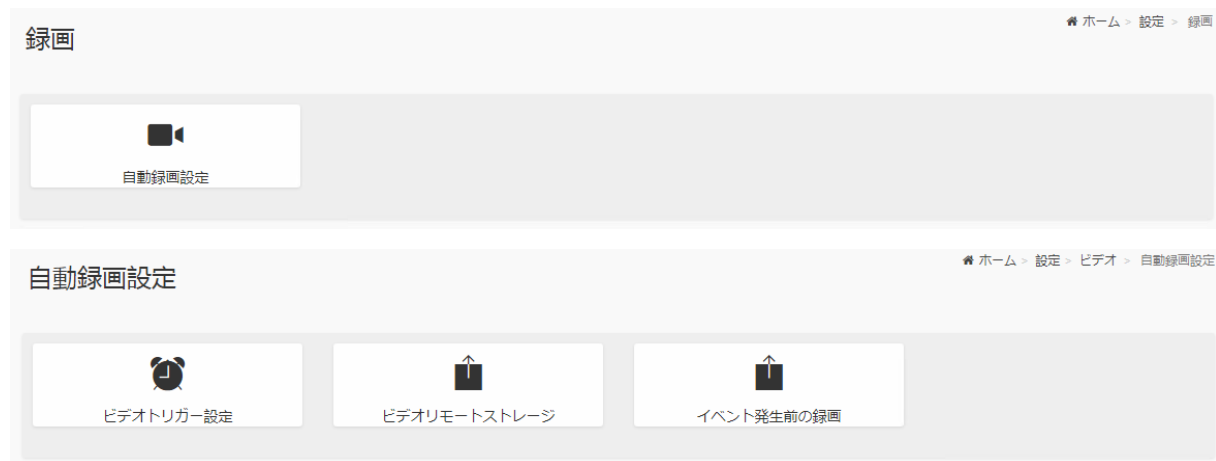 ホーム > 設定 > 録画
録画
自動録画設定
ホーム > 設定 > ビデオ > 自動録画設定
自動録画設定
ビデオトリガー設定
ビデオリモートストレージ
イベント発生前の録画